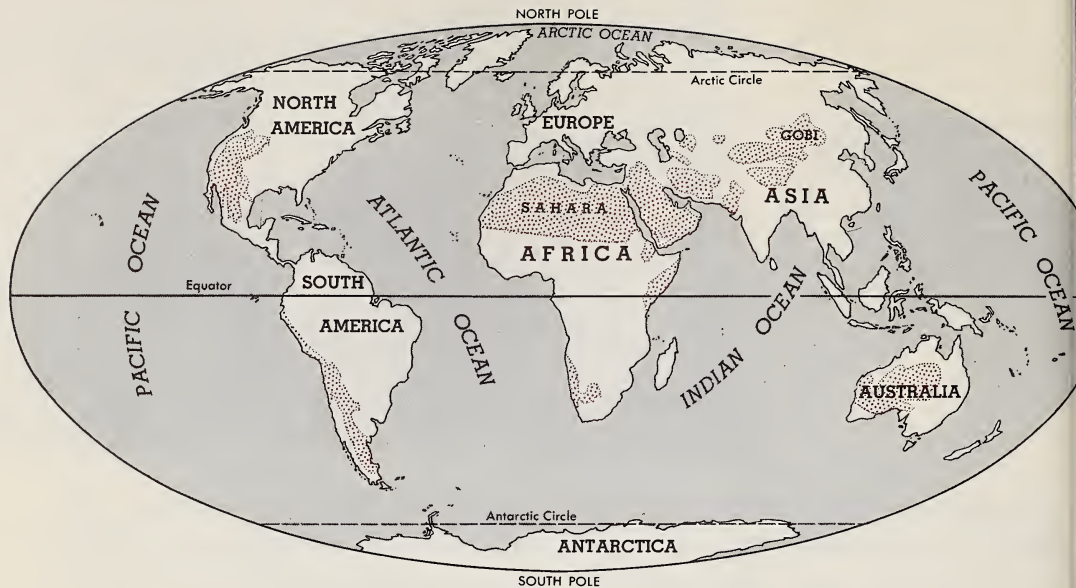 NORTH POLE
ARCTIC OCEAN
Arctic Circle
NORTH
AMERICA
EUROPE
GOBI
ASIA
SAHARA
AFRICA
PACIFIC OCEAN
ATLANTIC OCEAN
PACIFIC OCEAN
Equator
SOUTH
AMERICA
PACIFIC
INDIAN OCEAN
AUSTRALIA
Antarctic Circle
ANTARCTICA
SOUTH POLE